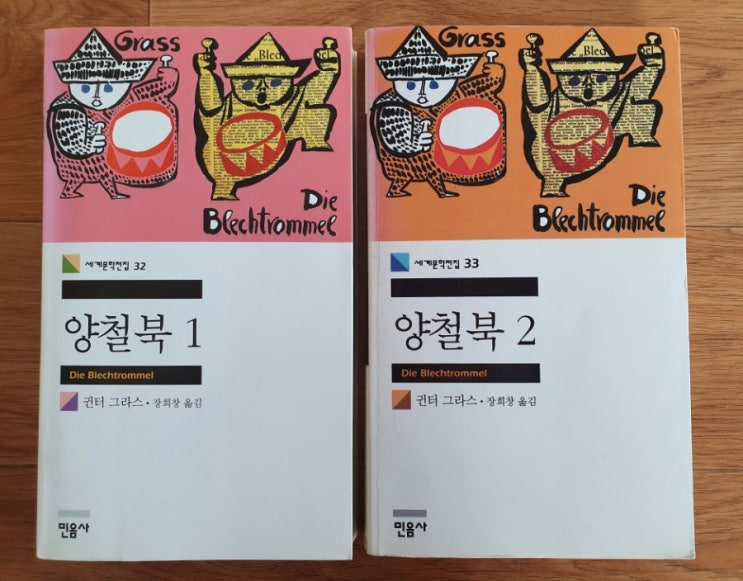 Grass
Die
Blechtrommel
세계문학전집 32
양철북 1
Die Blechtrommel
귄터 그라스 · 장희창 옮김
민음사
Grass
„Blec
Die
Blechtrommel
세계문학전집 33
양철북 2
Die Blechtrommel
귄터 그라스 · 장희창 옮김
민음사